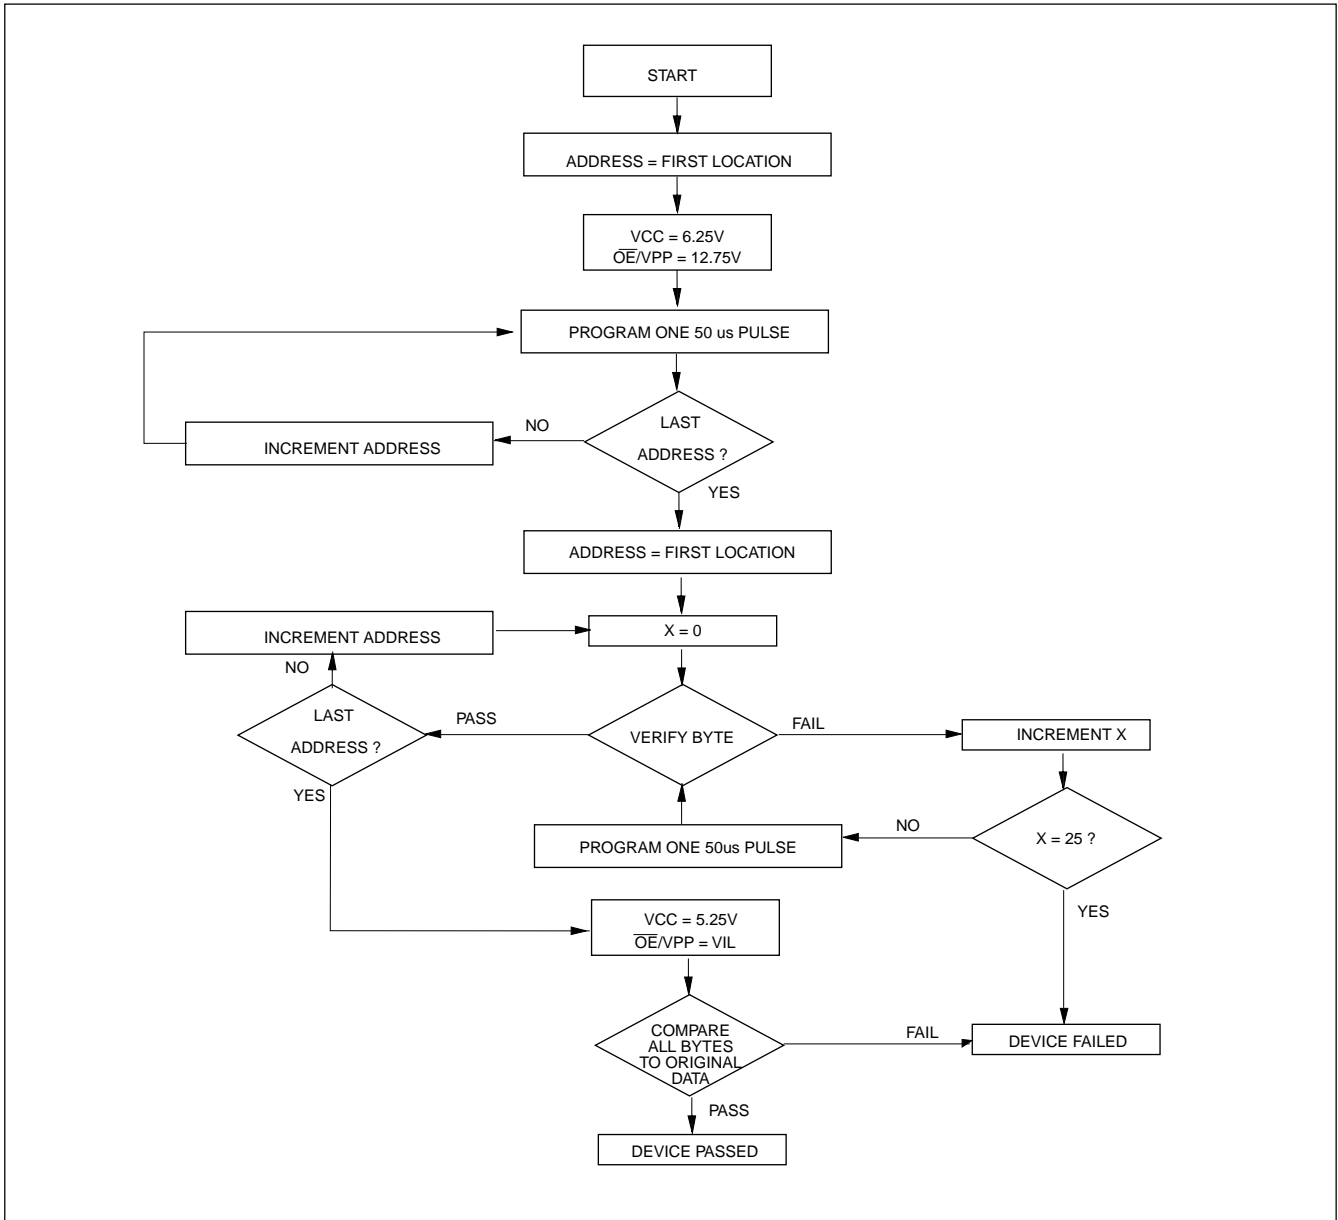 START
ADDRESS = FIRST LOCATION
VCC = 6.25V
OE/VPP = 12.75V
PROGRAM ONE 50 us PULSE
LAST
ADDRESS ?
NO
INCREMENT ADDRESS
YES
ADDRESS = FIRST LOCATION
INCREMENT ADDRESS
X = 0
NO
LAST
ADDRESS ?
PASS
VERIFY BYTE
FAIL
INCREMENT X
YES
PROGRAM ONE 50us PULSE
NO
X = 25 ?
YES
VCC = 5.25V
OE/VPP = VIL
COMPARE
ALL BYTES
TO ORIGINAL
DATA
FAIL
DEVICE FAILED
PASS
DEVICE PASSED